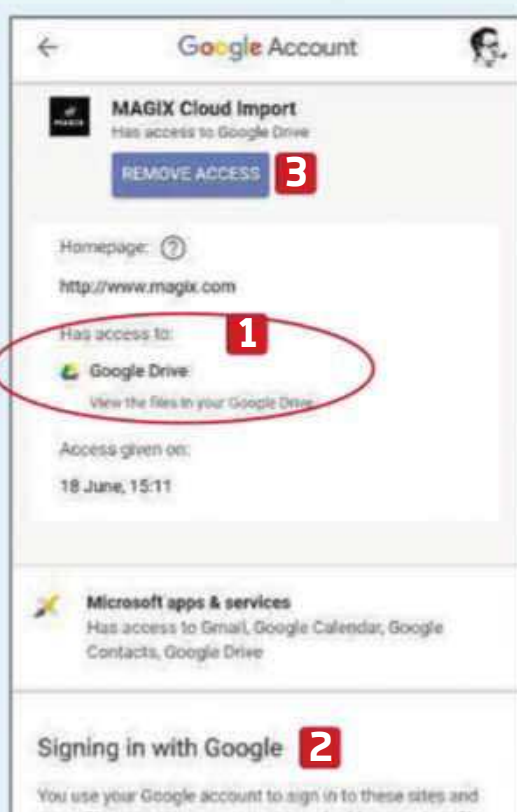 Google Account
MAGIX
MAGIX Cloud Import
Has access to Google Drive
REMOVE ACCESS
3
Homepage: ?
http://www.magix.com
1
Has access to:
Google Drive
View the files in your Google Drive
Access given on:
18 June, 15:11
Microsoft apps & services
Has access to Gmail, Google Calendar, Google
Contacts, Google Drive
Signing in with Google
2
You use your Google account to sign in to these sites and